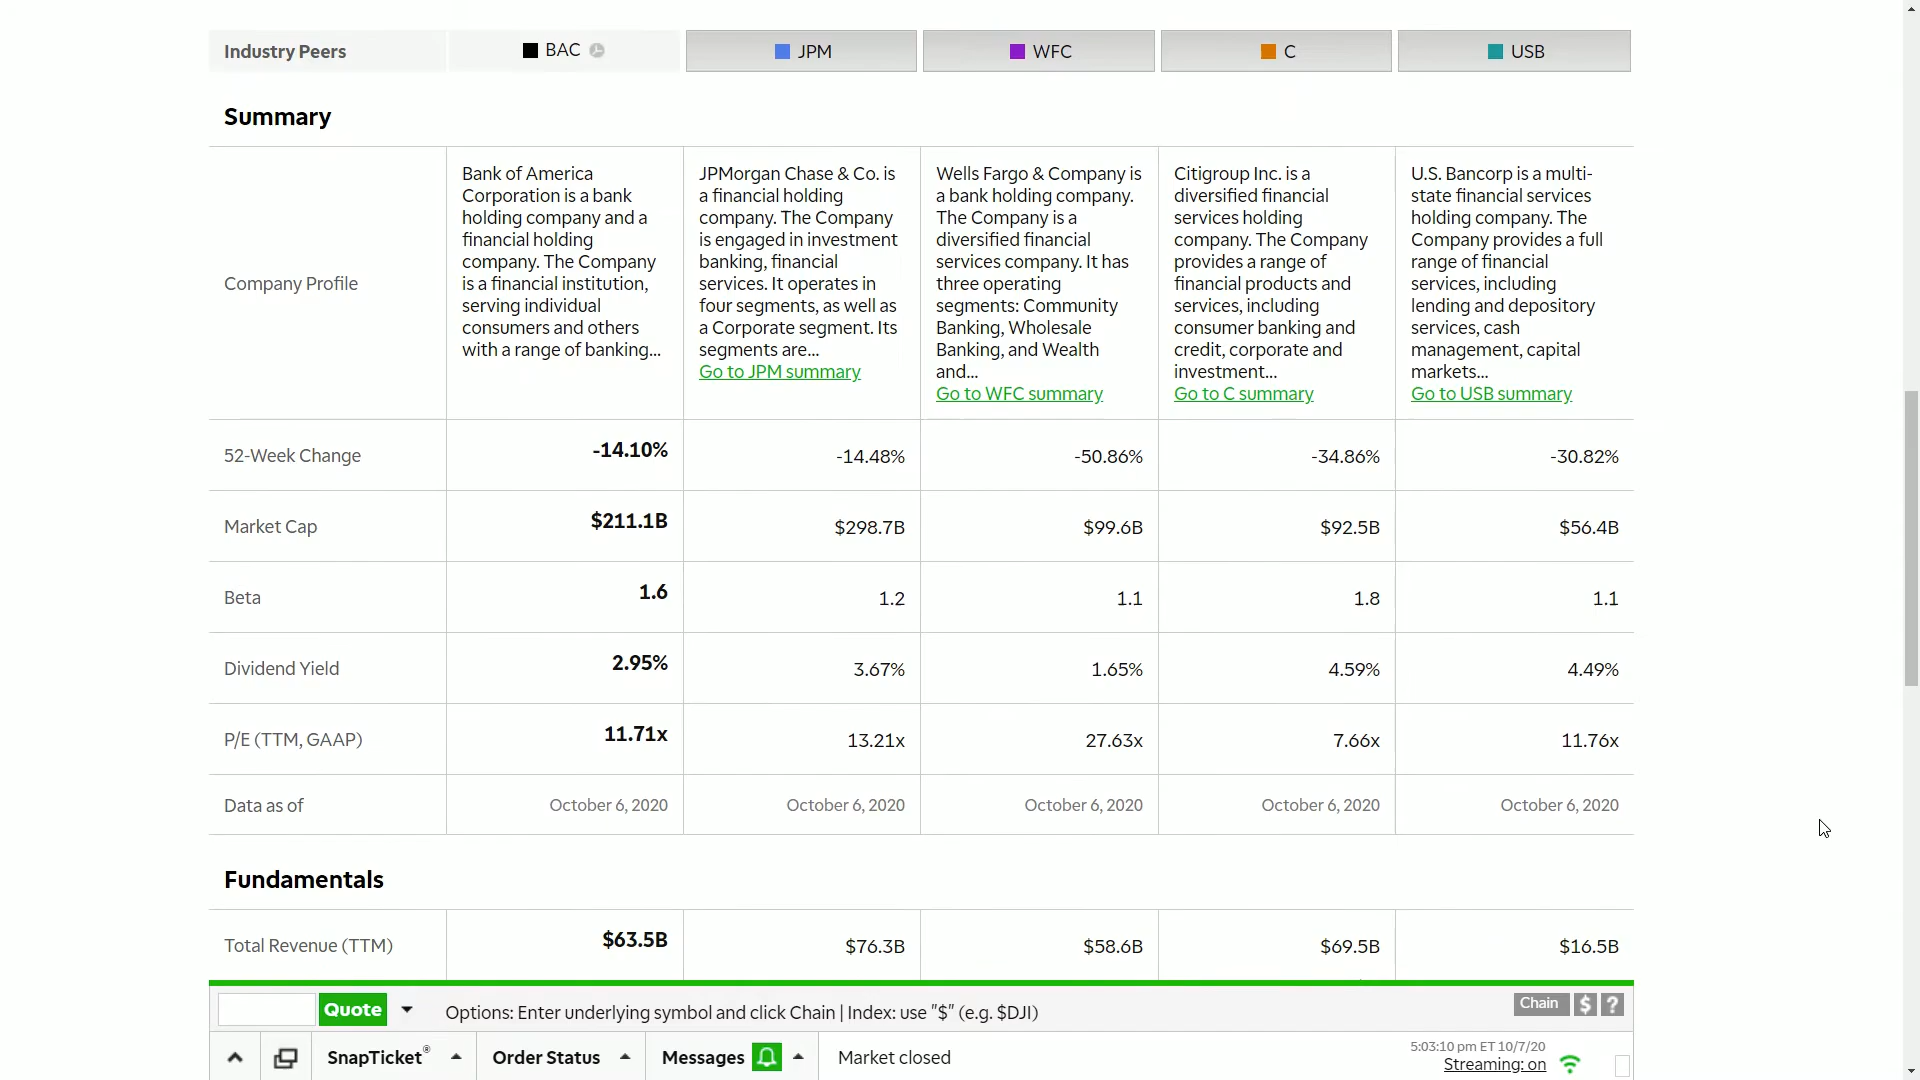 Industry Peers BAC JPM WFC C USB
Summary
Company Profile
Bank of America
Corporation is a bank
holding company and a
financial holding
company. The Company
is a financial institution,
serving individual
consumers and others
with a range of banking...
JPMorgan Chase & Co. is
a financial holding
company. The Company
is engaged in investment
banking, financial
services. It operates in
four segments, as well as
a Corporate segment. Its
segments are...
Go to JPM summary
Wells Fargo & Company is
a bank holding company.
The Company is a
diversified financial
services company. It has
three operating
segments: Community
Banking, Wholesale
Banking, and Wealth
and...
Go to WFC summary
Citigroup Inc. is a
diversified financial
services holding
company. The Company
provides a range of
financial products and
services, including
consumer banking and
credit, corporate and
investment...
Go to C summary
U.S. Bancorp is a multi-
state financial services
holding company. The
Company provides a full
range of financial
services, including
lending and depository
services, cash
management, capital
markets...
Go to USB summary
52-Week Change -14.10% -14.48% -50.86% -34.86% -30.82%
Market Cap $211.1B $298.7B $99.6B $92.5B $56.4B
Beta 1.6 1.2 1.1 1.8 1.1
Dividend Yield 2.95% 3.67% 1.65% 4.59% 4.49%
P/E (TTM, GAAP) 11.71x 13.21x 27.63x 7.66x 11.76x
Data as of October 6, 2020 October 6, 2020 October 6, 2020 October 6, 2020 October 6, 2020
Fundamentals
Total Revenue (TTM) $63.5B $76.3B $58.6B $69.5B $16.5B
Quote Options: Enter underlying symbol and click Chain | Index: use "$" (e.g. $DJI) Chain $ ?
SnapTicket® Order Status Messages Market closed
5:03:10 pm ET 10/7/20
Streaming: on